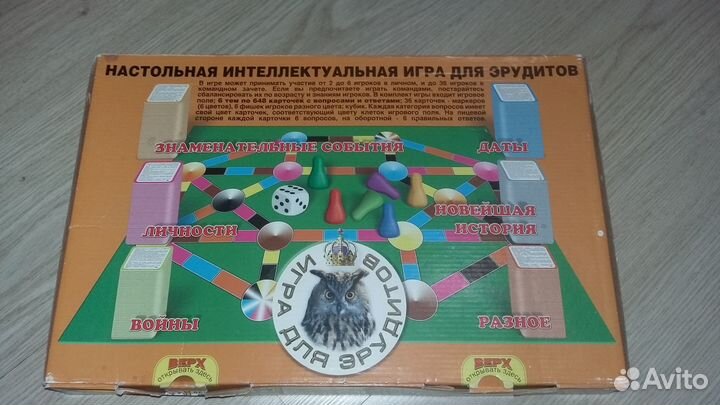 НАСТОЛЬНАЯ ИНТЕЛЛЕКТУАЛЬНАЯ ИГРА ДЛЯ ЭРУДИТОВ
В игре может принимать участие от 2 до 6 игроков в личном, и до 36 игроков в
командном зачете. Если вы предпочитаете играть командами, постарайтесь
сбалансировать их по возрасту и знаниям игроков. В комплект игры входит игровое
поле; 6 тем по 648 карточек с вопросами и ответами; 36 карточек - маркеров
(6 цветов), 6 фишек игроков разного цвета; кубик. Каждая категория вопросов имеет
свой цвет карточек, соответствующий цвету клеток игрового поля. На лицевой
стороне каждой карточки 6 вопросов, на оборотной - 6 правильных ответов.
ЗНАМЕНАТЕЛЬНЫЕ СОБЫТИЯ
ДАТЫ
ЛИЧНОСТИ
НОВЕЙШАЯ
ИСТОРИЯ
ВОЙНЫ
РАЗНОЕ
ИГРА ДЛЯ ЭРУДИТОВ
ВЕРХ
открывать здесь
ВЕРХ
открывать здесь
Avito